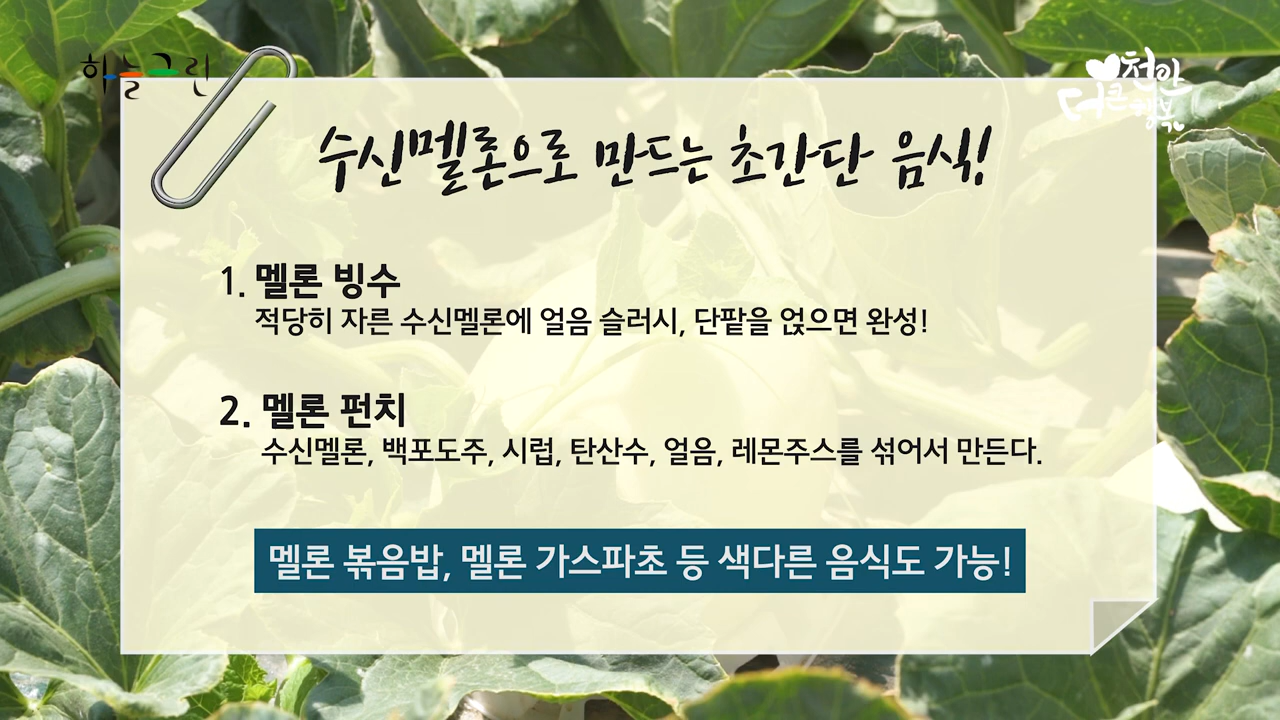 하늘그린
천안
더큰행복
수신멜론으로 만드는 초간단 음식!
1. 멜론 빙수
적당히 자른 수신멜론에 얼음 슬러시, 단팥을 얹으면 완성!
2. 멜론 펀치
수신멜론, 백포도주, 시럽, 탄산수, 얼음, 레몬주스를 섞어서 만든다.
멜론 볶음밥, 멜론 가스파초 등 색다른 음식도 가능!